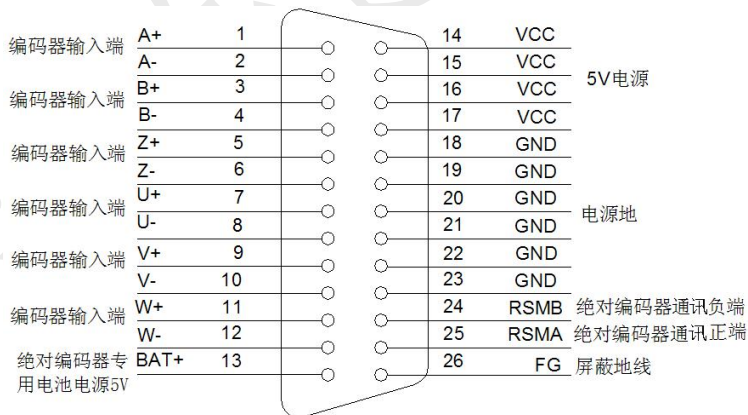 编码器输入端 A+ 1 14 VCC
A- 2 15 VCC
5V电源
编码器输入端 B+ 3 16 VCC
B- 4 17 VCC
编码器输入端 Z+ 5 18 GND
Z- 6 19 GND
编码器输入端 U+ 7 20 GND
电源地
U- 8 21 GND
编码器输入端 V+ 9 22 GND
V- 10 23 GND
编码器输入端 W+ 11 24 RSMB 绝对编码器通讯负端
W- 12 25 RSMA 绝对编码器通讯正端
绝对编码器专 BAT+ 13 26 FG 屏蔽地线
用电池电源5V